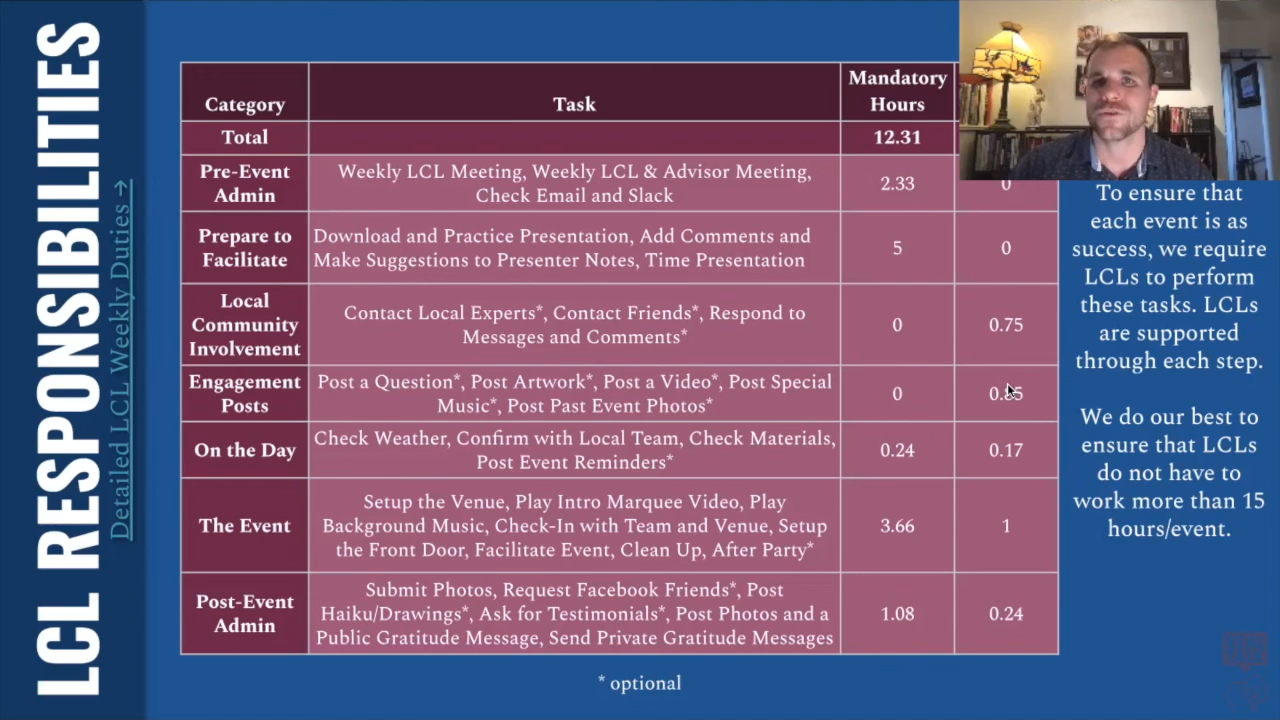 LCL RESPONSIBILITIES
Detailed LCL Weekly Duties →
Category
Task
Mandatory
Hours
Total
12.31
Pre-Event
Admin
Weekly LCL Meeting, Weekly LCL & Advisor Meeting,
Check Email and Slack
2.33
0
Prepare to
Facilitate
Download and Practice Presentation, Add Comments and
Make Suggestions to Presenter Notes, Time Presentation
5
0
Local
Community
Involvement
Contact Local Experts*, Contact Friends*, Respond to
Messages and Comments*
0
0.75
Engagement
Posts
Post a Question*, Post Artwork*, Post a Video*, Post Special
Music*, Post Past Event Photos*
0
On the Day
Check Weather, Confirm with Local Team, Check Materials,
Post Event Reminders*
0.24
0.17
The Event
Setup the Venue, Play Intro Marquee Video, Play
Background Music, Check-In with Team and Venue, Setup
the Front Door, Facilitate Event, Clean Up, After Party*
3.66
1
Post-Event
Admin
Submit Photos, Request Facebook Friends*, Post
Haiku/Drawings*, Ask for Testimonials*, Post Photos and a
Public Gratitude Message, Send Private Gratitude Messages
1.08
0.24
* optional
To ensure that
each event is as
success, we require
LCLs to perform
these tasks. LCLs
are supported
through each step.
We do our best to
ensure that LCLs
do not have to
work more than 15
hours/event.